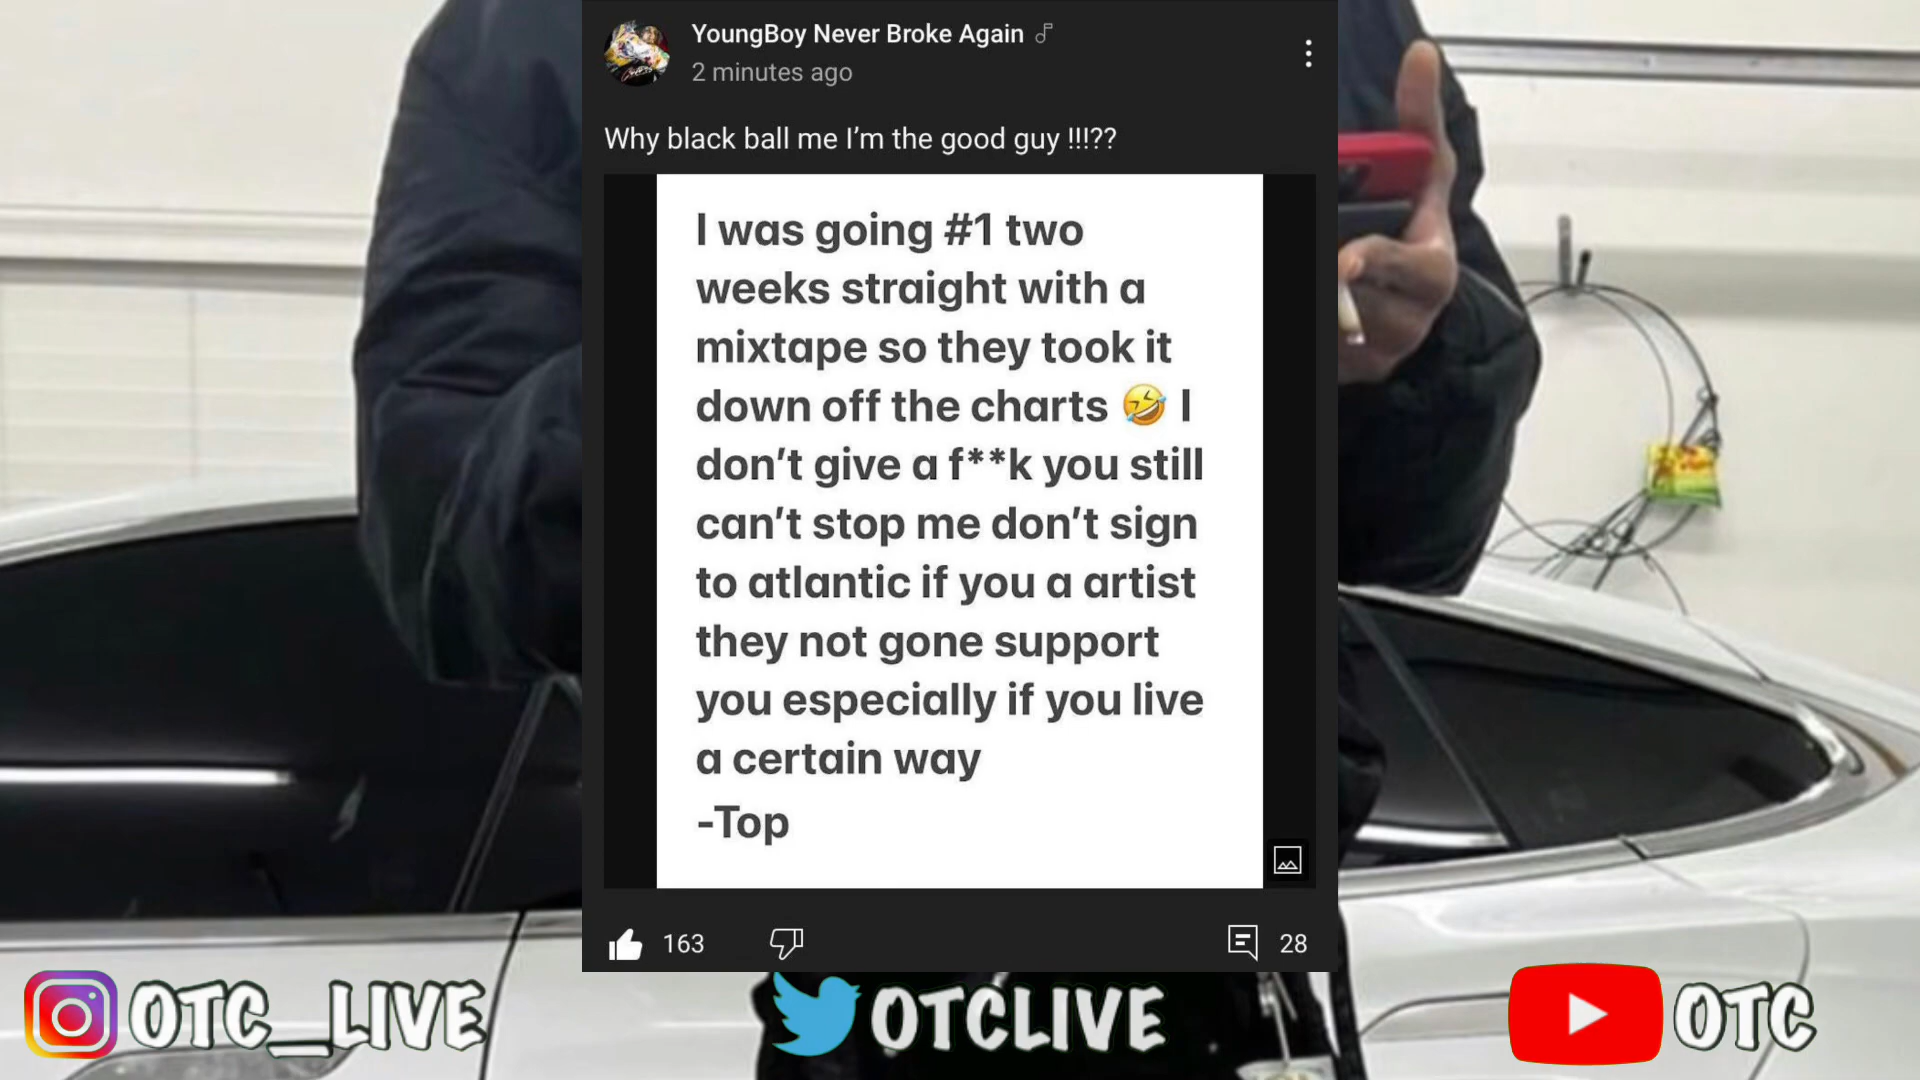 YoungBoy Never Broke Again
2 minutes ago
Why black ball me I’m the good guy !!!??
I was going #1 two
weeks straight with a
mixtape so they took it
down off the charts 🤣 I
don’t give a f**k you still
can’t stop me don’t sign
to atlantic if you a artist
they not gone support
you especially if you live
a certain way
-Top
163
28
OTC_LIVE
OTCLIVE
OTC